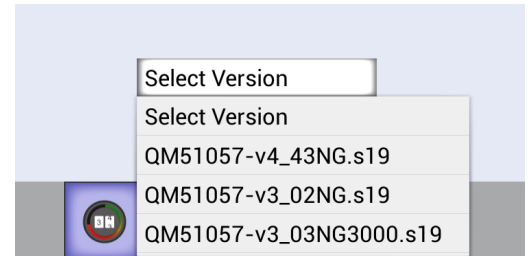 Select Version
Select Version
QM51057-v4_43NG.s19
QM51057-v3_02NG.s19
QM51057-v3_03NG3000.s19